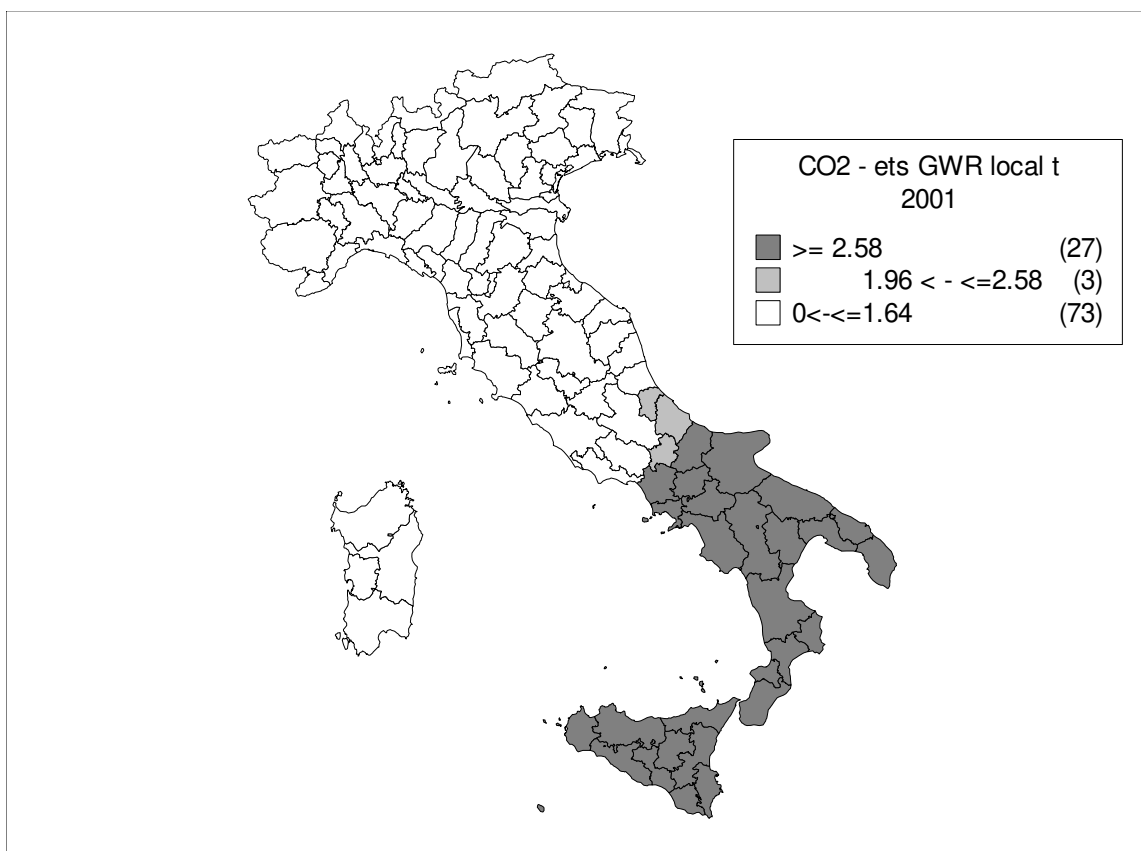 CO2 - ets GWR local t
2001
>= 2.58 (27)
1.96 < - <=2.58 (3)
0<-<=1.64 (73)